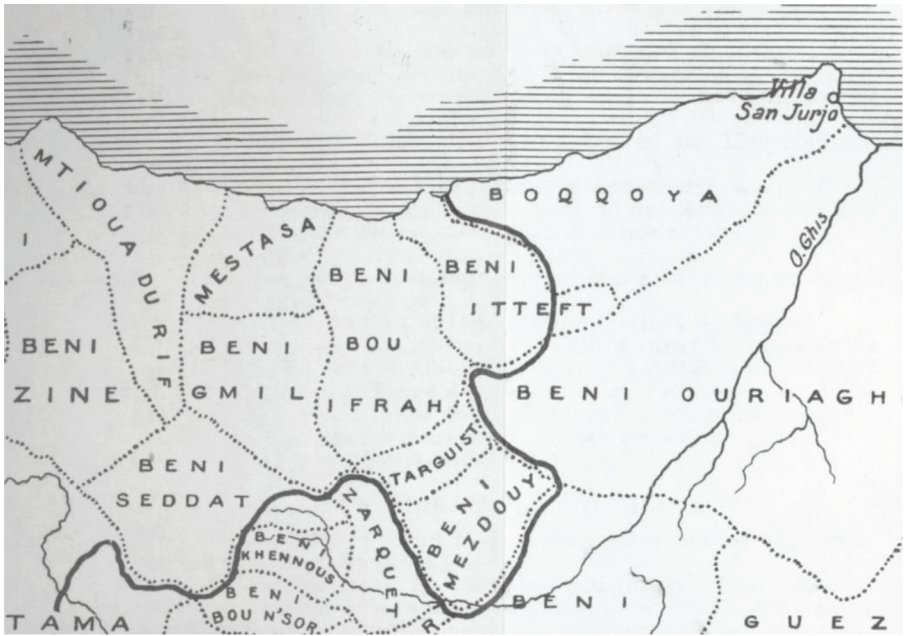 Villa
San Jurjo
MTIOUA DU RIF
BOQQOYA
MESTASA
O.Ghis
I
BENI
BENI
ITTEFT
BENI
ZINE
BENI
GMIL
BOU
IFRAH
BENI OURIAGH
TARGUIST
BENI
SEDDAT
ZARQUET
BENI
MEZDOUY
BENI
KHENNOUS
BENI
BOU N'SOR
BENI
TAMA
R.
GUEZ